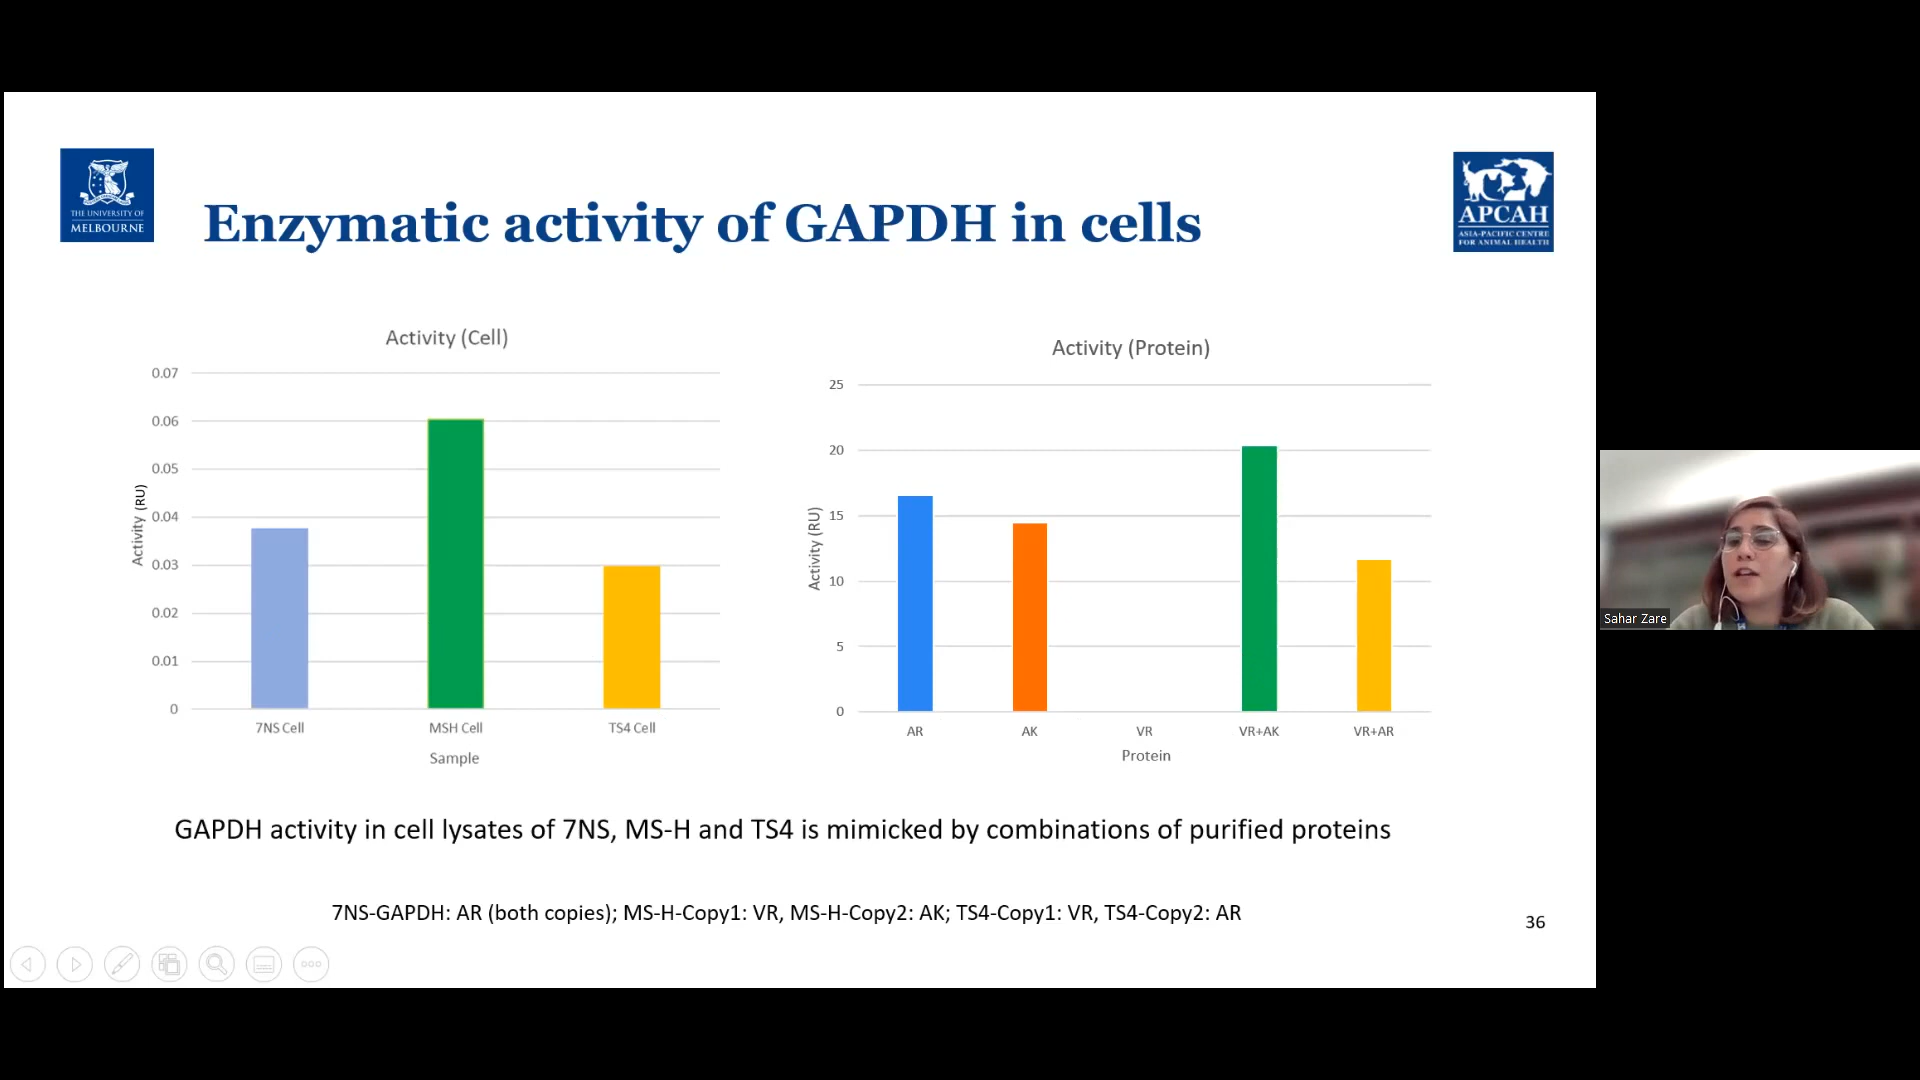 THE UNIVERSITY OF
MELBOURNE
Enzymatic activity of GAPDH in cells
APCAH
ASIA-PACIFIC CENTRE
FOR ANIMAL HEALTH
Activity (Cell)
0.07
0.06
0.05
0.04
0.03
0.02
0.01
0
Activity (RU)
7NS Cell
MSH Cell
TS4 Cell
Sample
Activity (Protein)
25
20
15
10
5
0
Activity (RU)
AR
AK
VR
VR+AK
VR+AR
Protein
GAPDH activity in cell lysates of 7NS, MS-H and TS4 is mimicked by combinations of purified proteins
7NS-GAPDH: AR (both copies); MS-H-Copy1: VR, MS-H-Copy2: AK; TS4-Copy1: VR, TS4-Copy2: AR
36
Sahar Zare